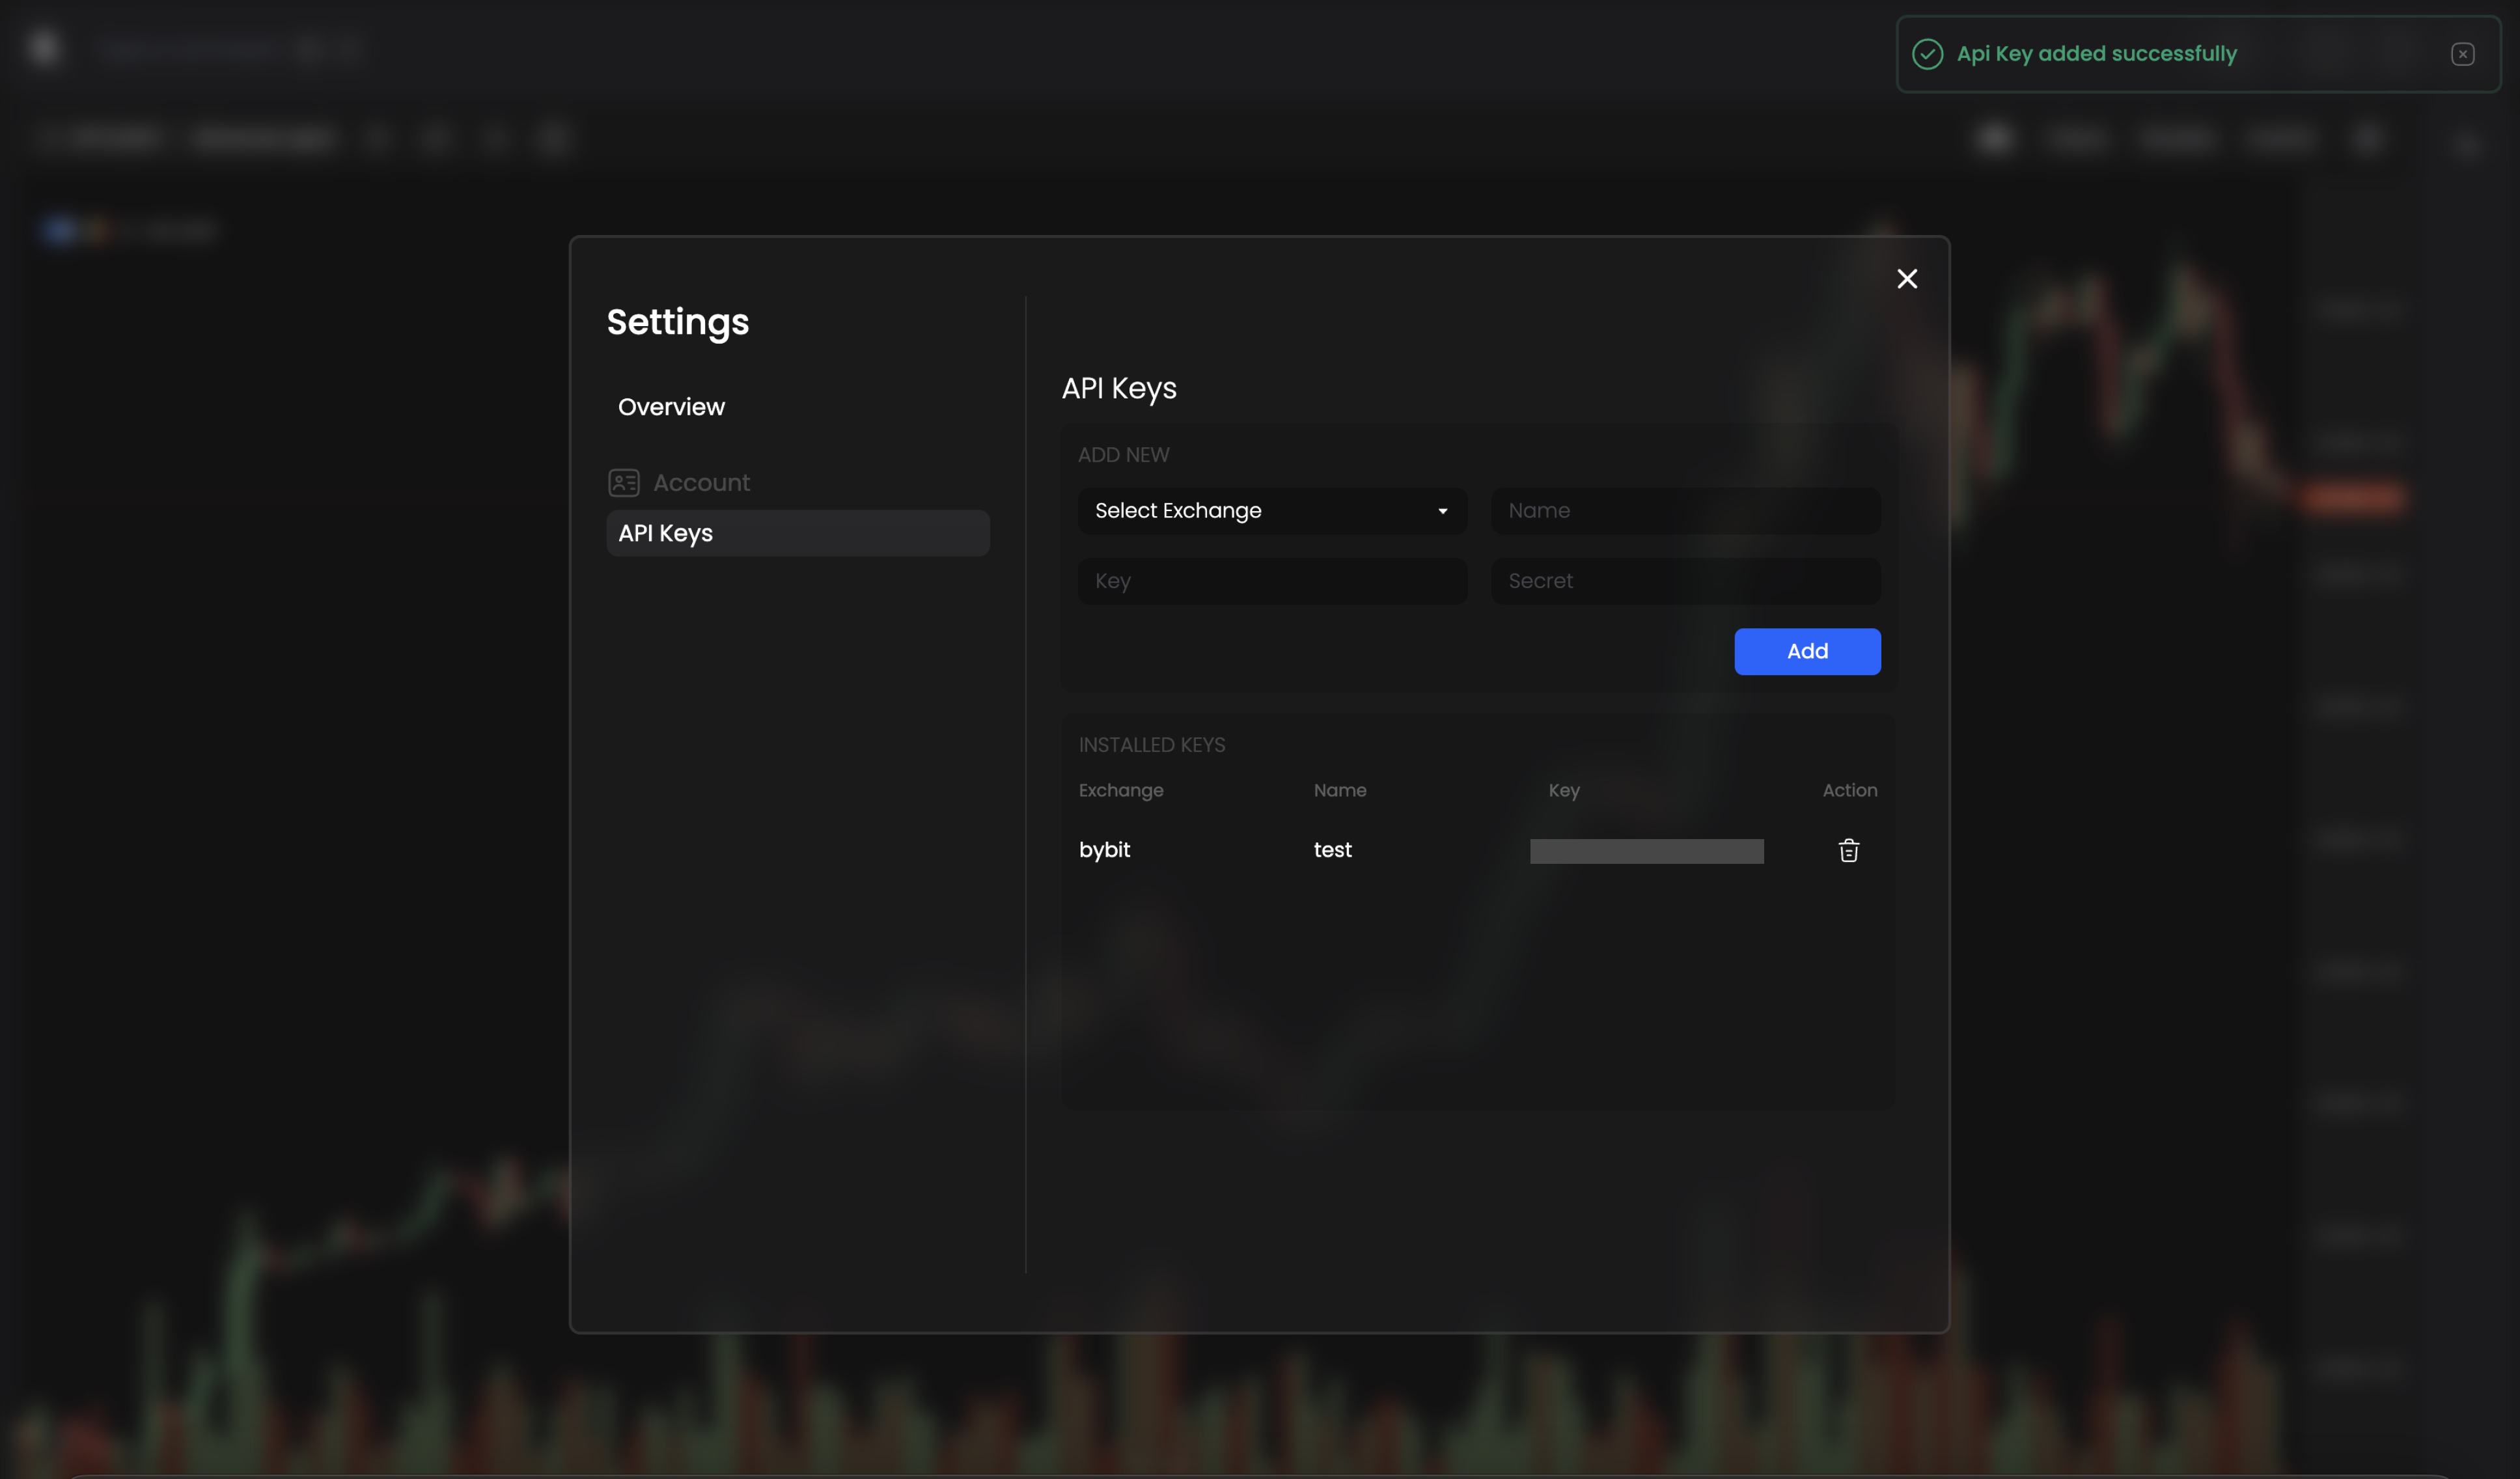 Api Key added successfully
Settings
Overview
Account
API Keys
API Keys
ADD NEW
Select Exchange
Name
Key
Secret
Add
INSTALLED KEYS
Exchange Name Key Action
bybit test